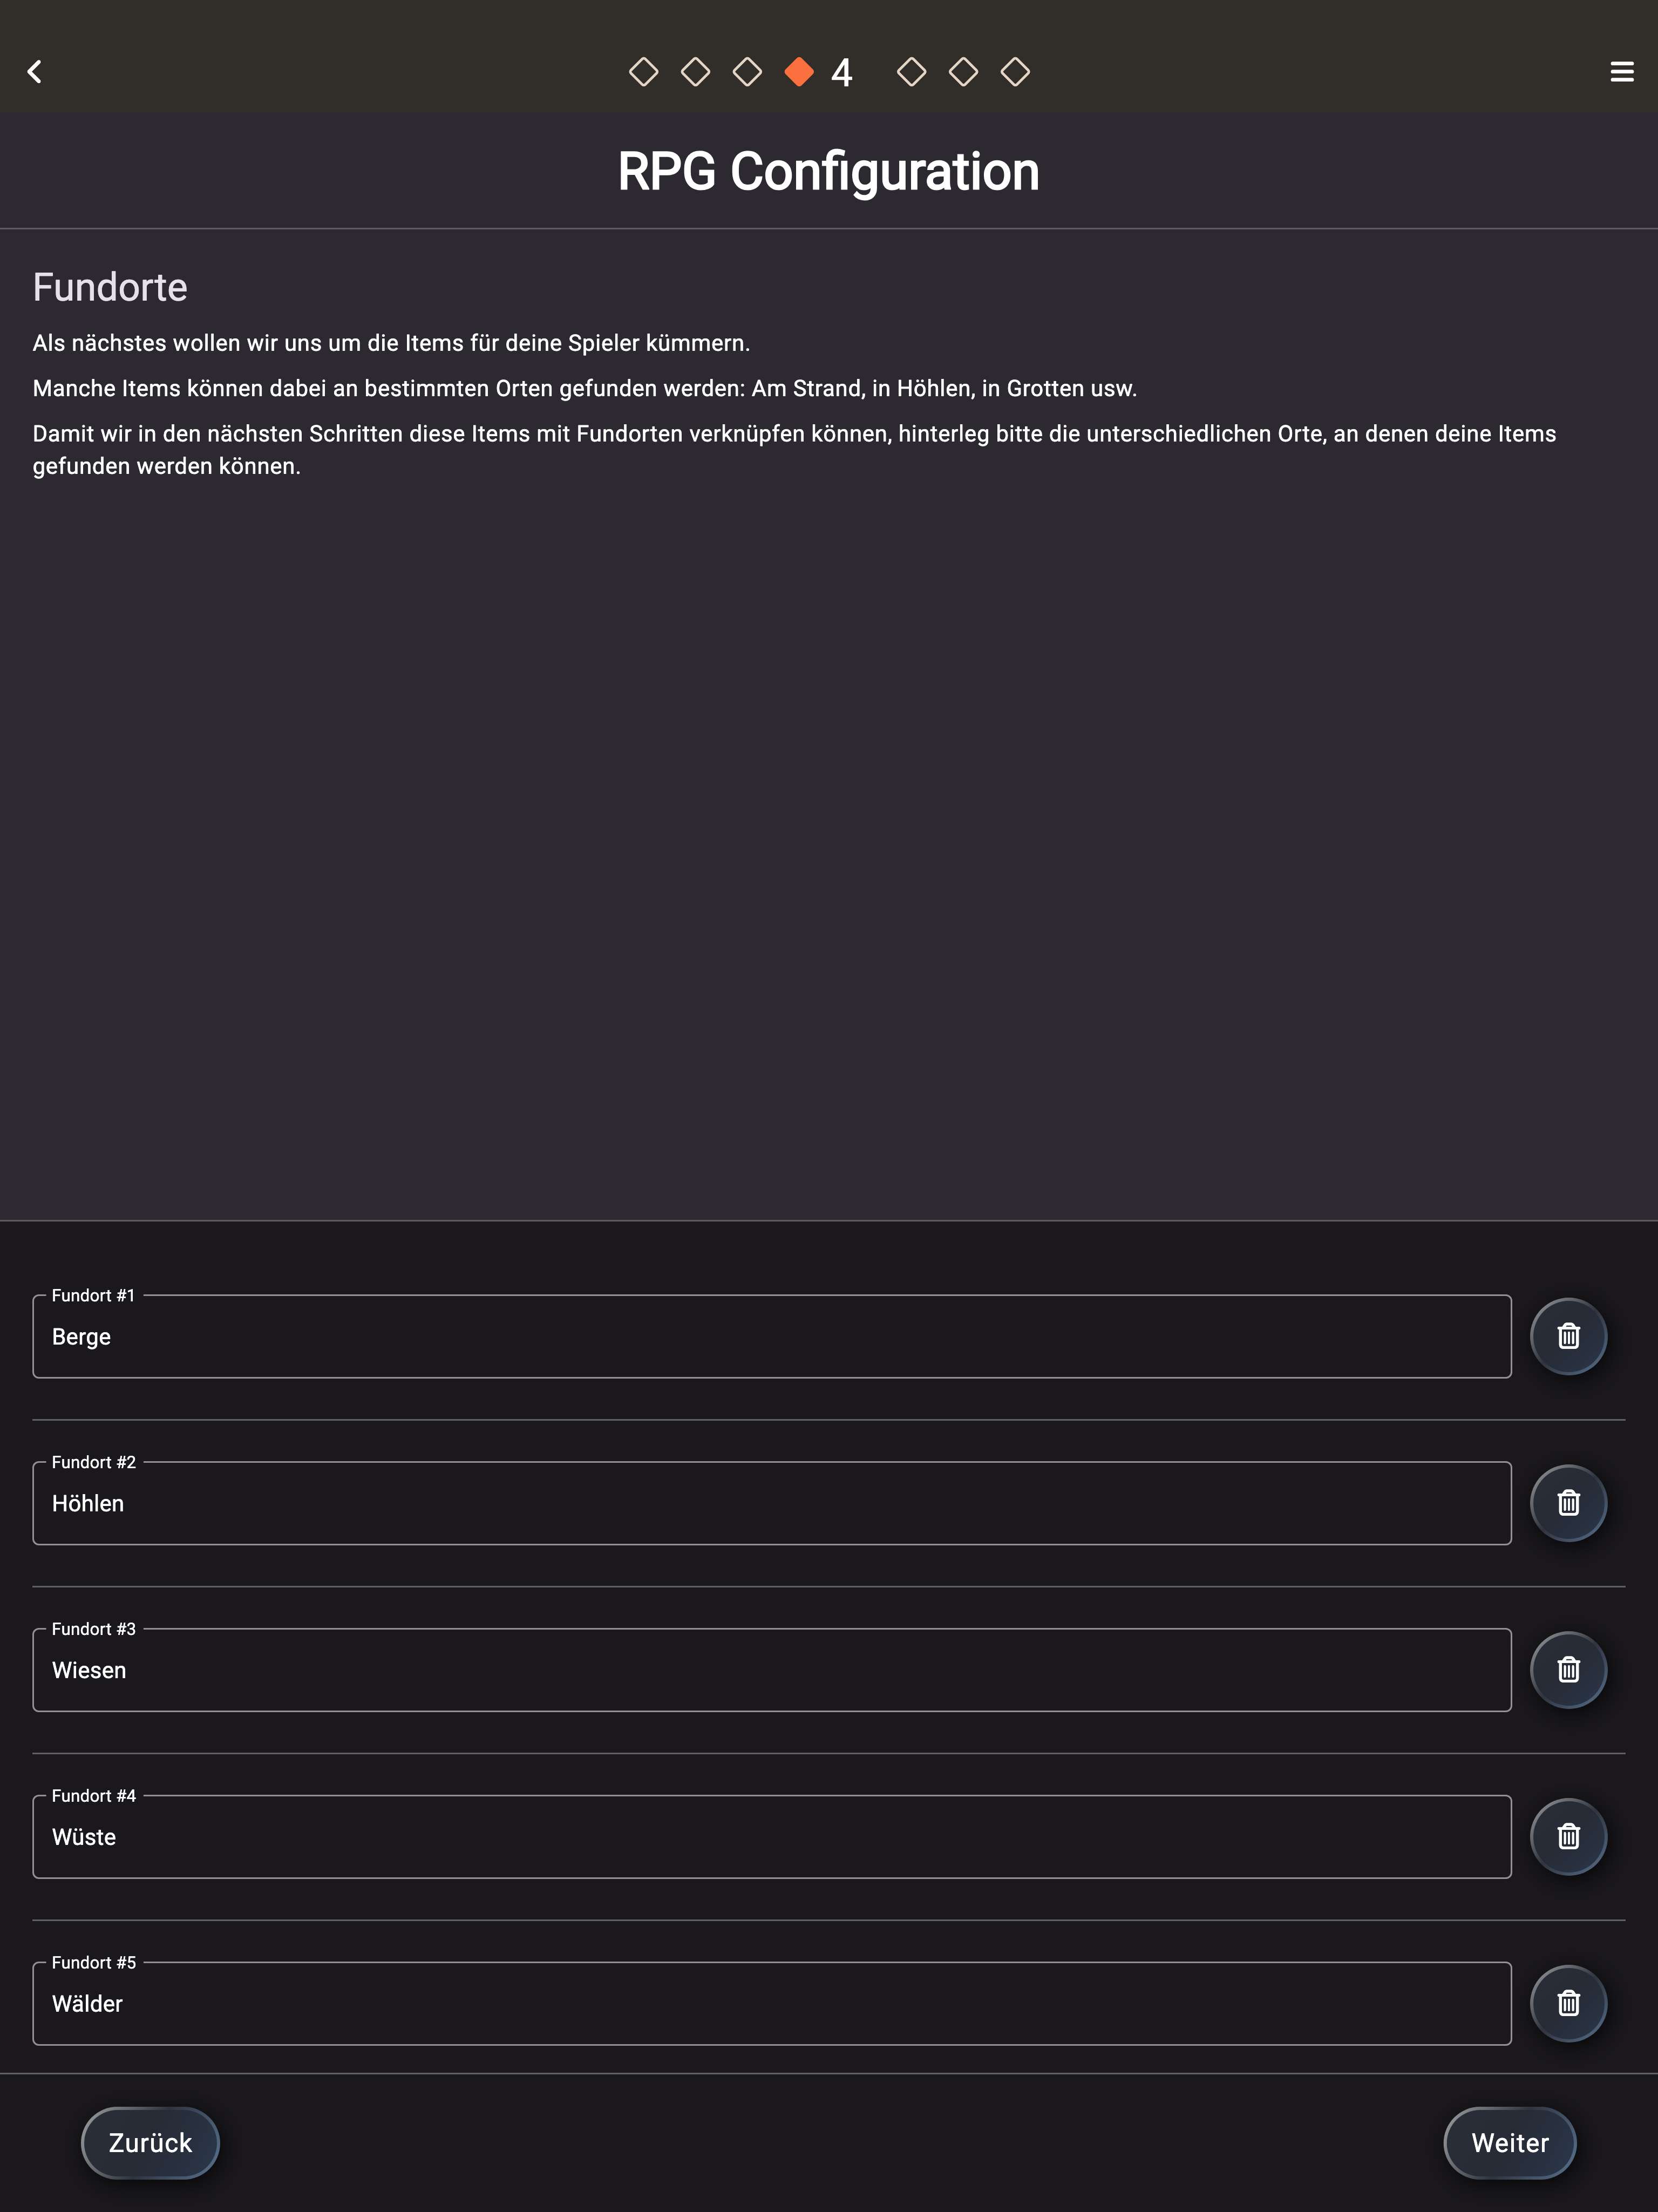 4
RPG Configuration
Fundorte
Als nächstes wollen wir uns um die Items für deine Spieler kümmern.
Manche Items können dabei an bestimmten Orten gefunden werden: Am Strand, in Höhlen, in Grotten usw.
Damit wir in den nächsten Schritten diese Items mit Fundorten verknüpfen können, hinterleg bitte die unterschiedlichen Orte, an denen deine Items
gefunden werden können.
Fundort #1
Berge
Fundort #2
Höhlen
Fundort #3
Wiesen
Fundort #4
Wüste
Fundort #5
Wälder
Zurück
Weiter